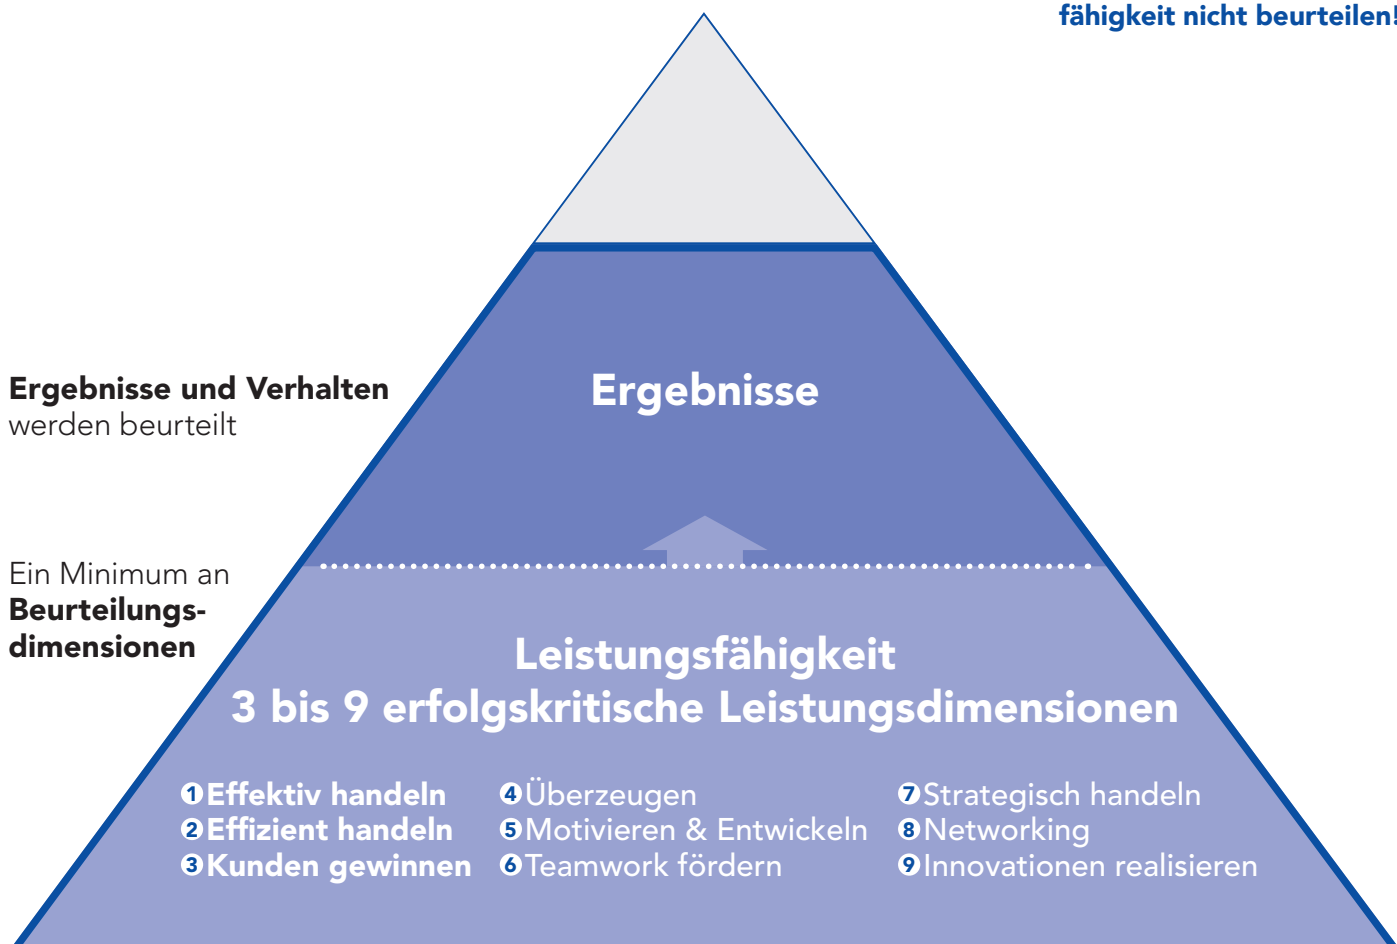 fähigkeit nicht beurteilen!
Ergebnisse und Verhalten
werden beurteilt
Ergebnisse
Ein Minimum an
Beurteilungs-
dimensionen
Leistungsfähigkeit
3 bis 9 erfolgskritische Leistungsdimensionen
1 Effektiv handeln
2 Effizient handeln
3 Kunden gewinnen
4 Überzeugen
5 Motivieren & Entwickeln
6 Teamwork fördern
7 Strategisch handeln
8 Networking
9 Innovationen realisieren